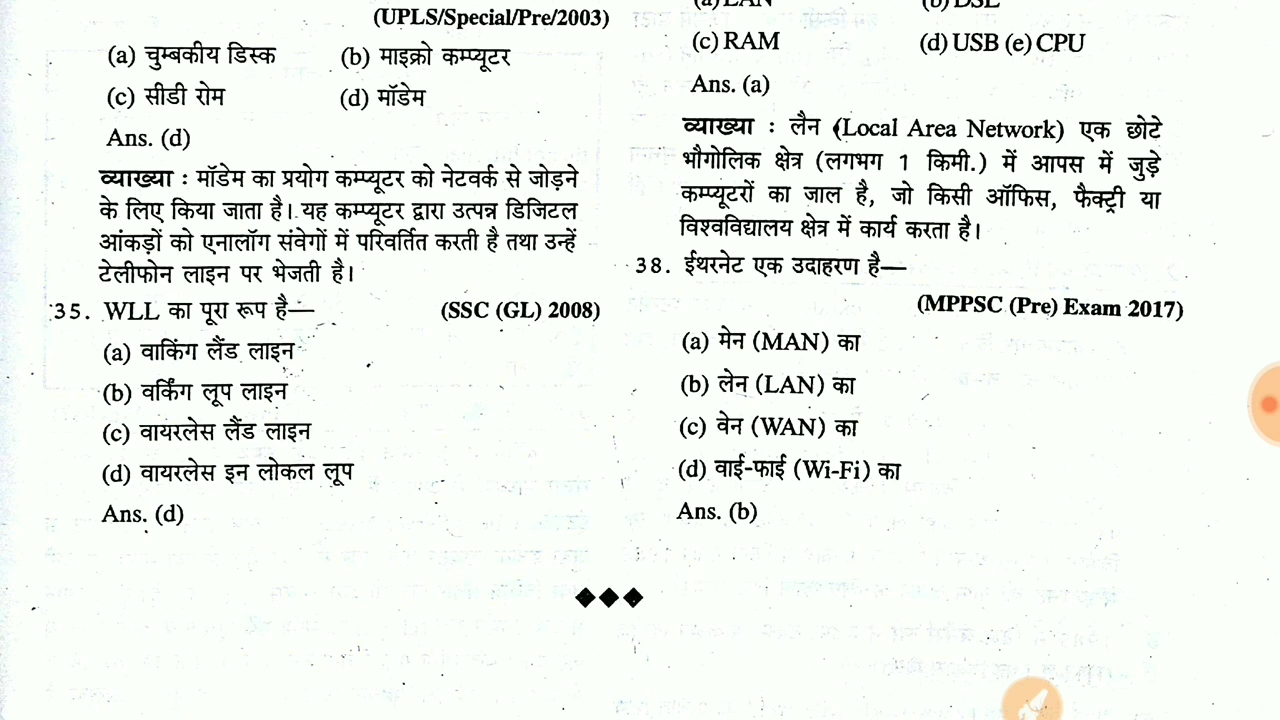 (UPLS/Special/Pre/2003)
(a) चुम्बकीय डिस्क (b) माइक्रो कम्प्यूटर
(c) सीडी रोम (d) मॉडेम
Ans. (d)
व्याख्या : मॉडेम का प्रयोग कम्प्यूटर को नेटवर्क से जोड़ने
के लिए किया जाता है। यह कम्प्यूटर द्वारा उत्पन्न डिजिटल
आंकड़ों को एनालॉग संवेगों में परिवर्तित करती है तथा उन्हें
टेलीफोन लाइन पर भेजती है।
35. WLL का पूरा रूप है— (SSC (GL) 2008)
(a) वाकिंग लैंड लाइन
(b) वर्किंग लूप लाइन
(c) वायरलेस लैंड लाइन
(d) वायरलेस इन लोकल लूप
Ans. (d)
(a) LAN (b) DSL
(c) RAM (d) USB (e) CPU
Ans. (a)
व्याख्या : लैन (Local Area Network) एक छोटे
भौगोलिक क्षेत्र (लगभग 1 किमी.) में आपस में जुड़े
कम्प्यूटरों का जाल है, जो किसी ऑफिस, फैक्ट्री या
विश्वविद्यालय क्षेत्र में कार्य करता है।
38. ईथरनेट एक उदाहरण है—
(MPPSC (Pre) Exam 2017)
(a) मेन (MAN) का
(b) लेन (LAN) का
(c) वेन (WAN) का
(d) वाई-फाई (Wi-Fi) का
Ans. (b)